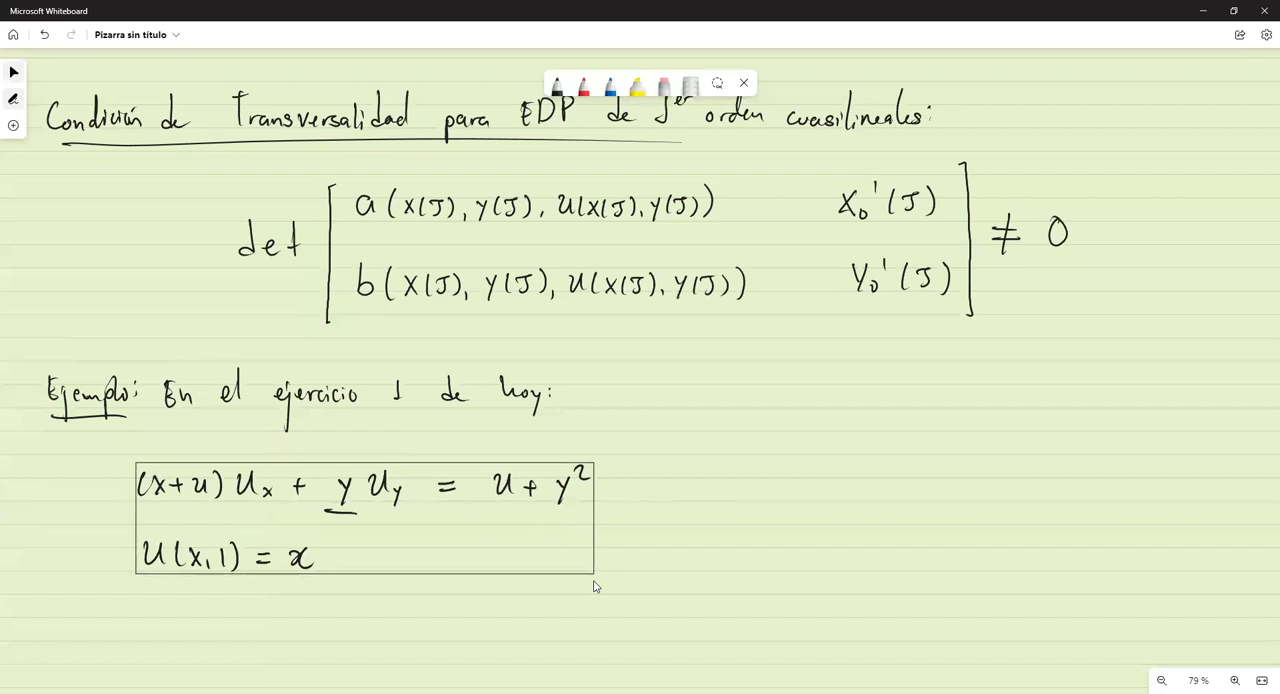 Microsoft Whiteboard
Pizarra sin título
Condición de Transversalidad para EDP de 1er orden cuasilineales:
det [ a(x(J), y(J), u(x(J), y(J)) x₀'(J)
b(x(J), y(J), u(x(J), y(J)) y₀'(J) ] ≠ 0
Ejemplo: En el ejercicio 1 de hoy:
(x+u) Ux + y Uy = u + y²
U(x,1) = x
79 %